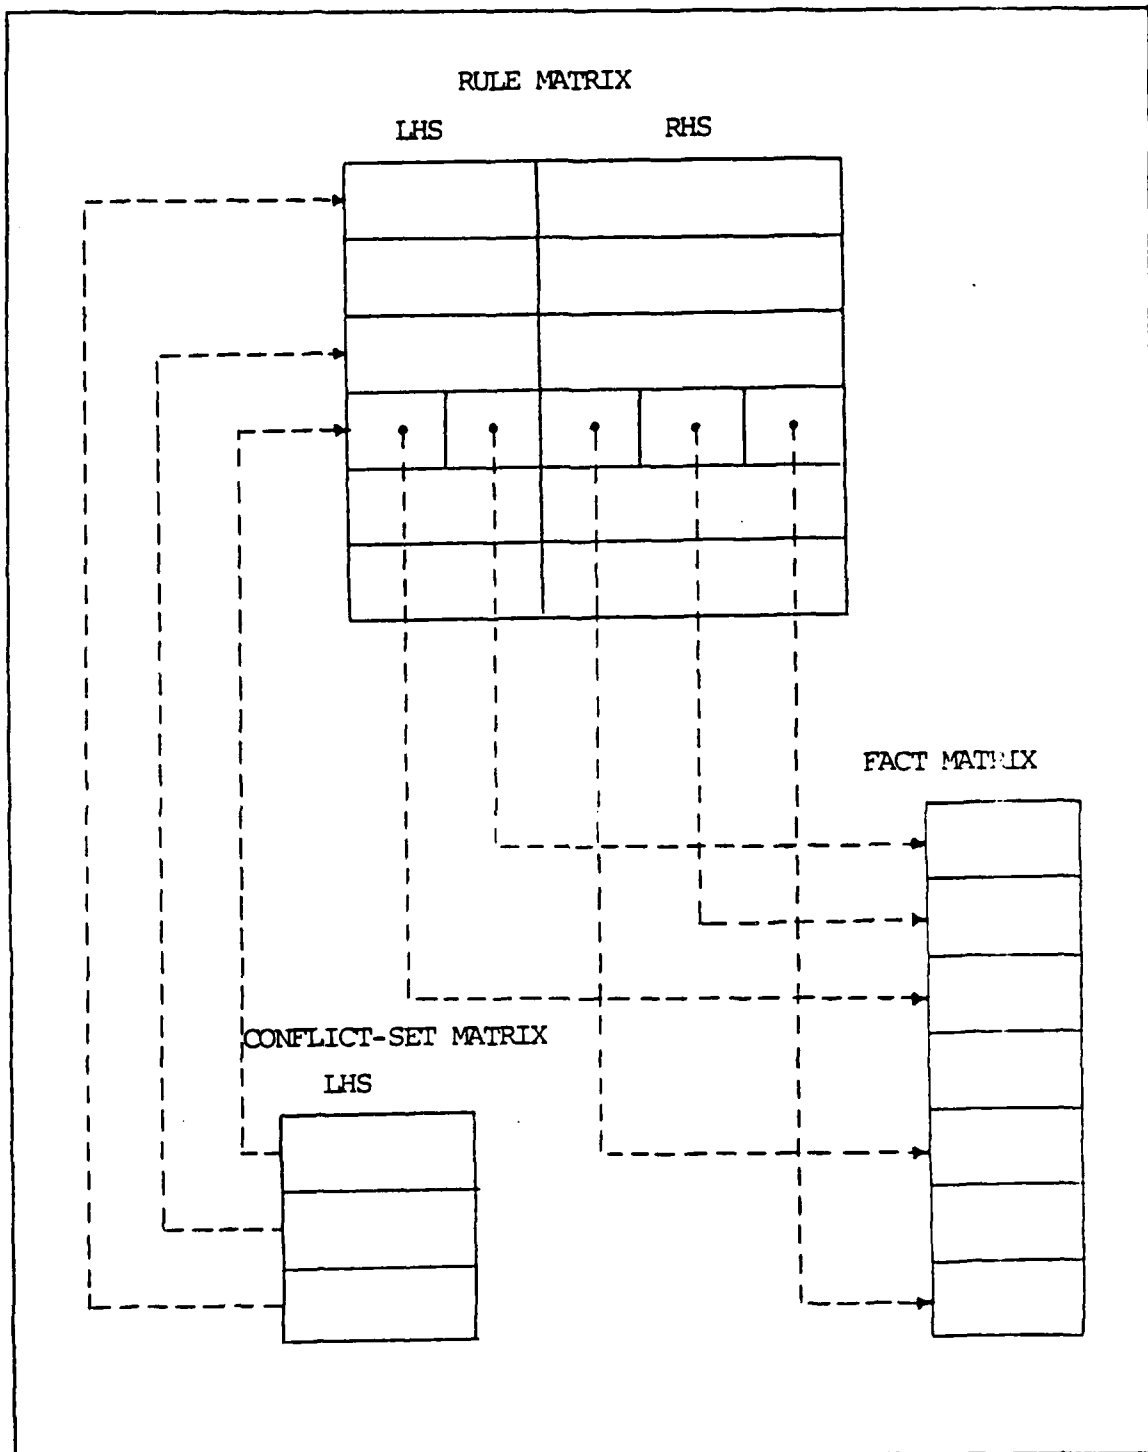 RULE MATRIX
LHS RHS
FACT MATRIX
CONFLICT-SET MATRIX
LHS